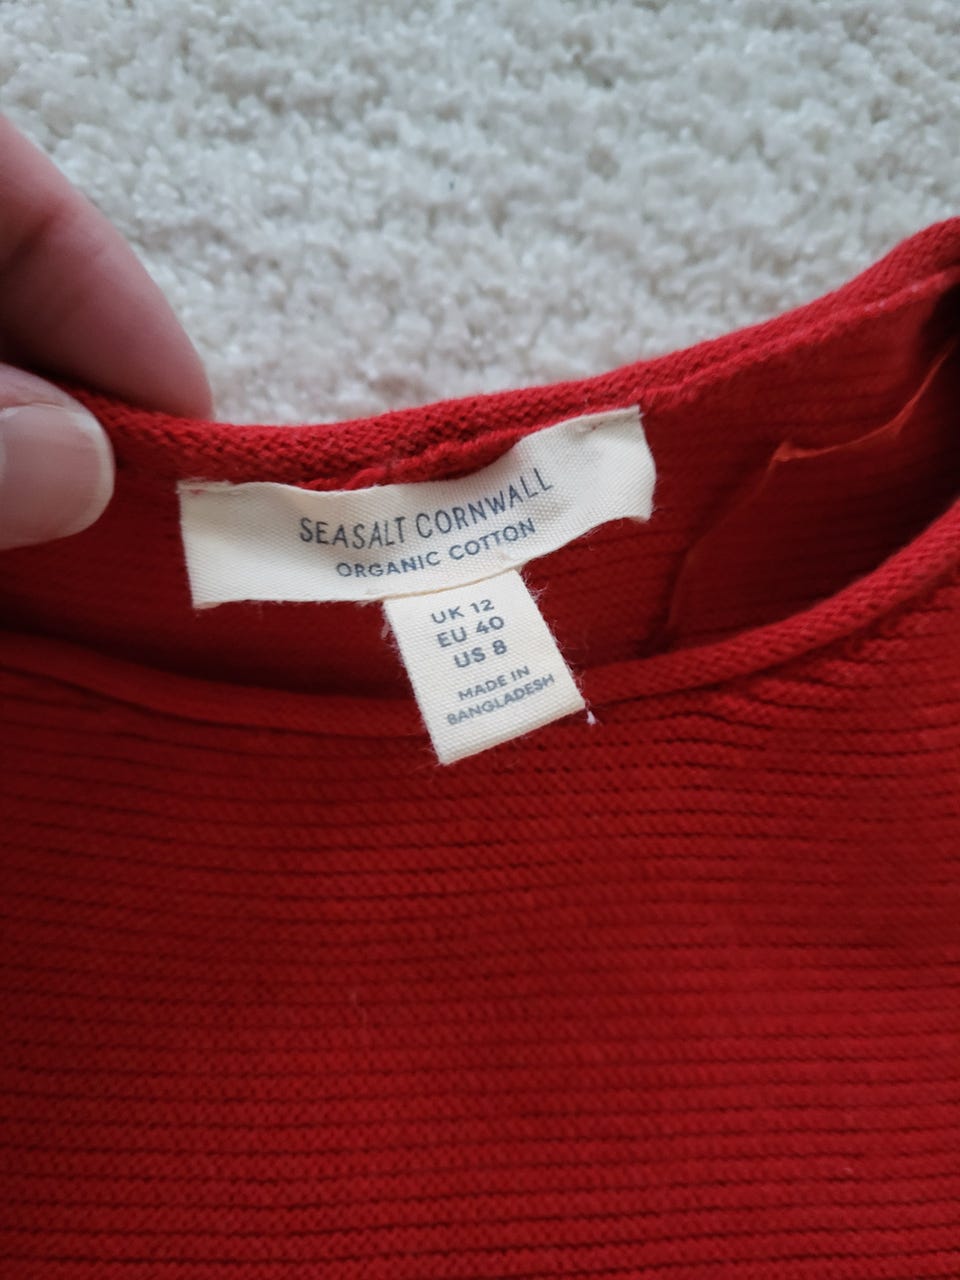 SEASALT CORNWALL
ORGANIC COTTON
UK 12
EU 40
US 8
MADE IN
BANGLADESH